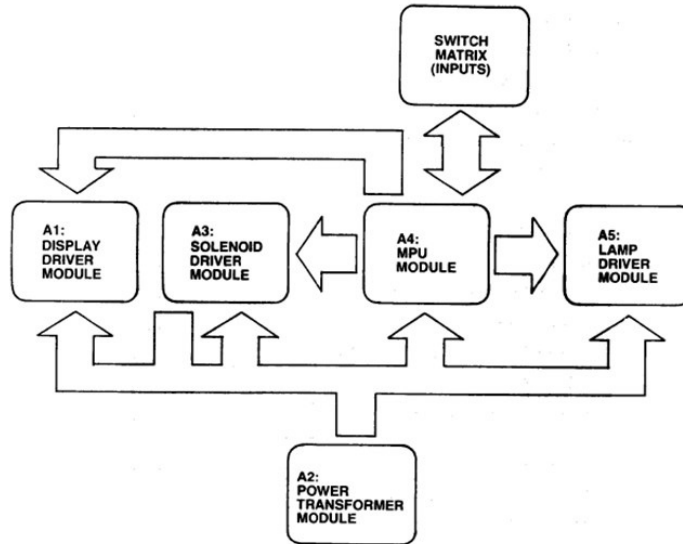 SWITCH
MATRIX
(INPUTS)
A1:
DISPLAY
DRIVER
MODULE
A3:
SOLENOID
DRIVER
MODULE
A4:
MPU
MODULE
A5:
LAMP
DRIVER
MODULE
A2:
POWER
TRANSFORMER
MODULE